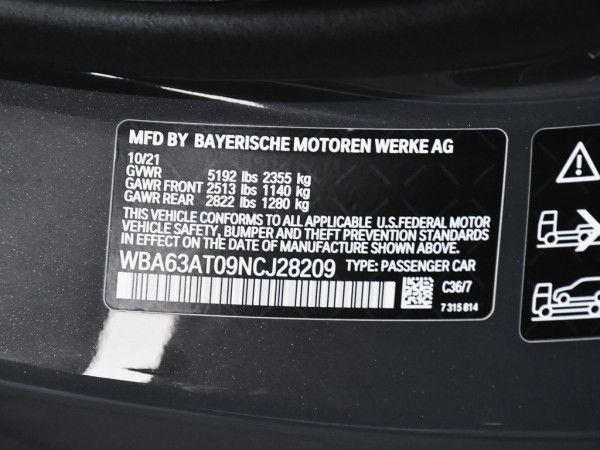 MFD BY BAYERISCHE MOTOREN WERKE AG
10/21
GVWR 5192 lbs 2355 kg
GAWR FRONT 2513 lbs 1140 kg
GAWR REAR 2822 lbs 1280 kg
THIS VEHICLE CONFORMS TO ALL APPLICABLE U.S.FEDERAL MOTOR
VEHICLE SAFETY, BUMPER AND THEFT PREVENTION STANDARDS
IN EFFECT ON THE DATE OF MANUFACTURE SHOWN ABOVE.
WBA63AT09NCJ28209 TYPE: PASSENGER CAR
C36/7
7 315 814